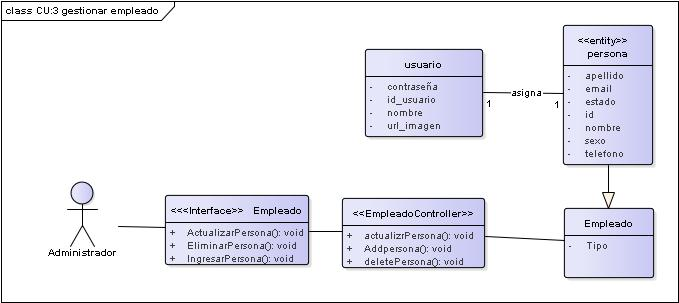 class CU:3 gestionar empleado
usuario
- contraseña
- id_usuario
- nombre
- url_imagen
1
asigna
1
<<entity>>
persona
- apellido
- email
- estado
- id
- nombre
- sexo
- telefono
Administrador
<<<Interface>> Empleado
+ ActualizarPersona(): void
+ EliminarPersona(): void
+ IngresarPersona(): void
<<EmpleadoController>>
+ actualizrPersona(): void
+ Addpersona(): void
+ deletePersona(): void
Empleado
- Tipo